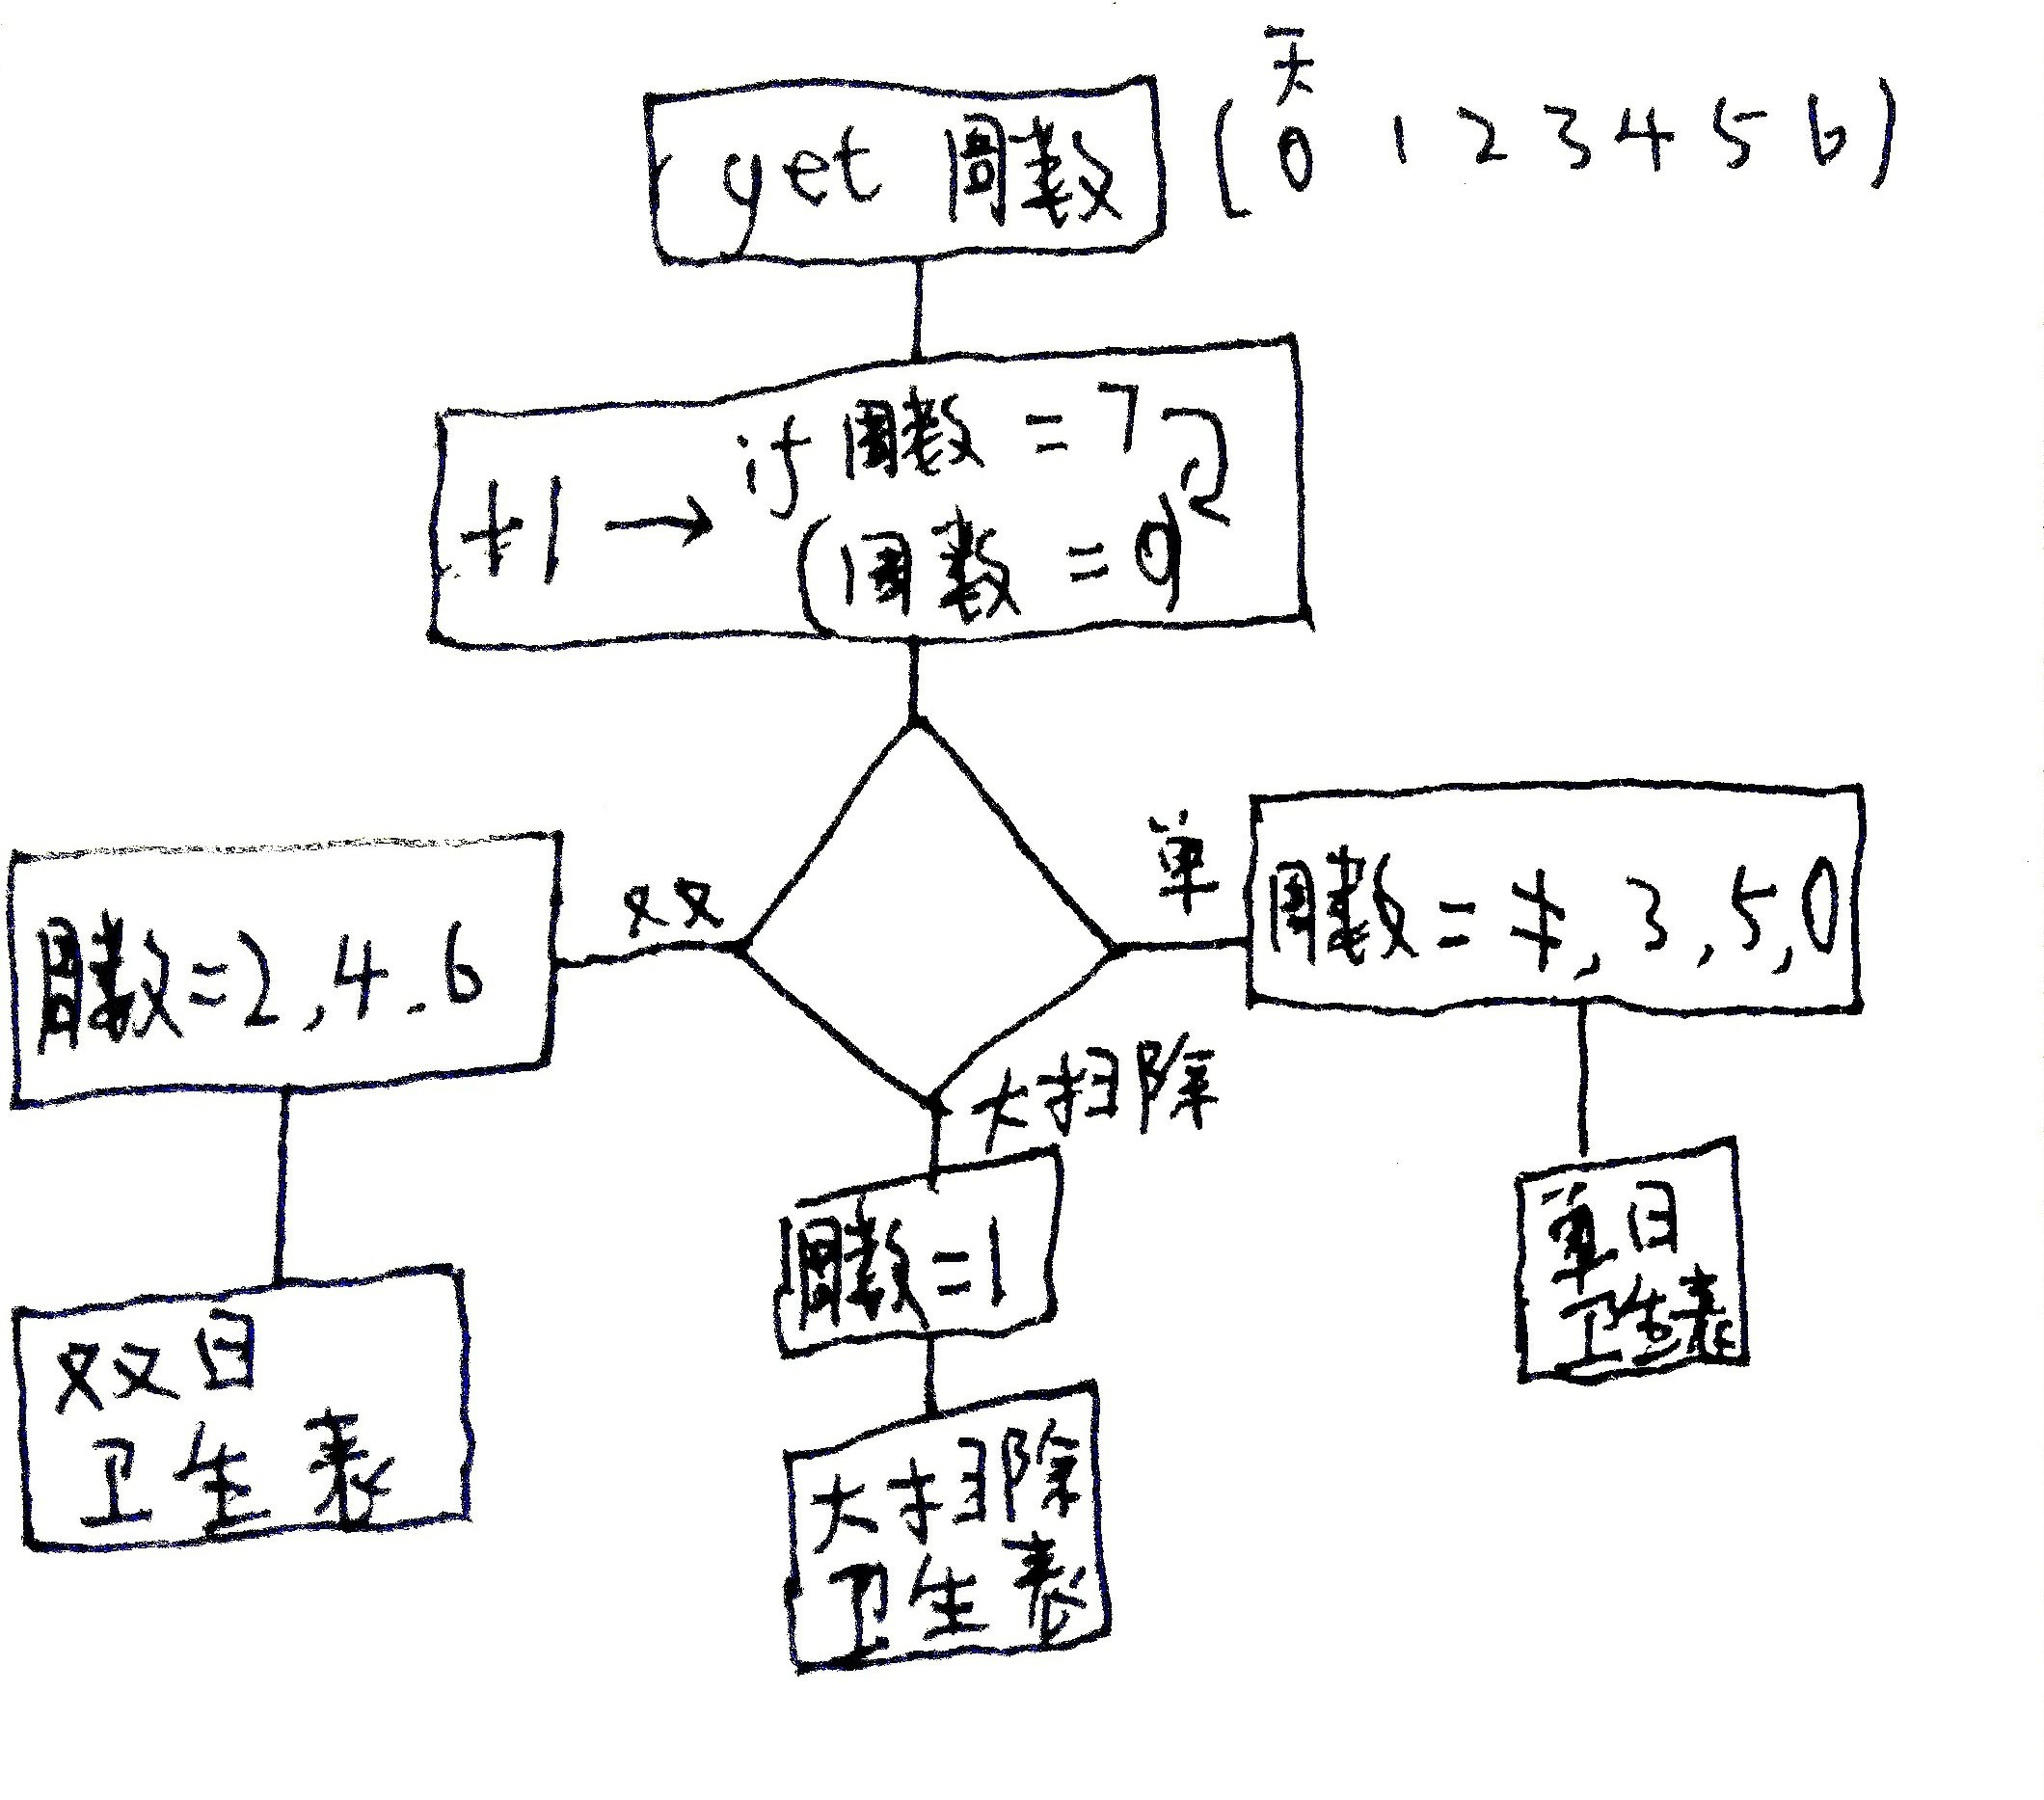 天
get 周数 (0 1 2 3 4 5 6)
+1 → if 周数 = 7
(周数 = 0)
双
单
周数 = 2,4.6
周数 = , 3, 5, 0
大扫除
周数 = 1
单日
卫生表
双日
卫生表
大扫除
卫生表